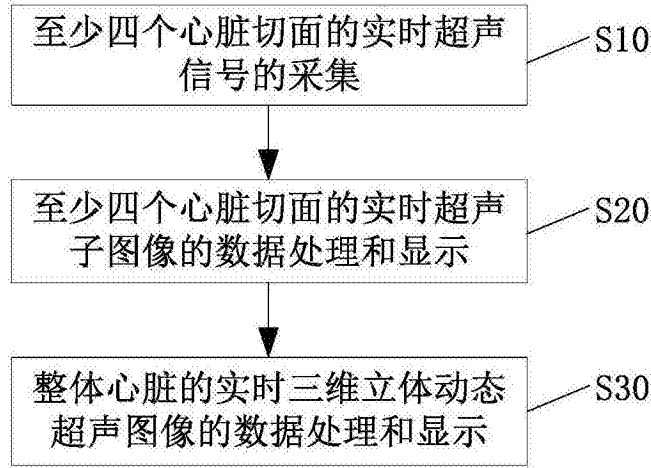 至少四个心脏切面的实时超声
信号的采集
S10
至少四个心脏切面的实时超声
子图像的数据处理和显示
S20
整体心脏的实时三维立体动态
超声图像的数据处理和显示
S30